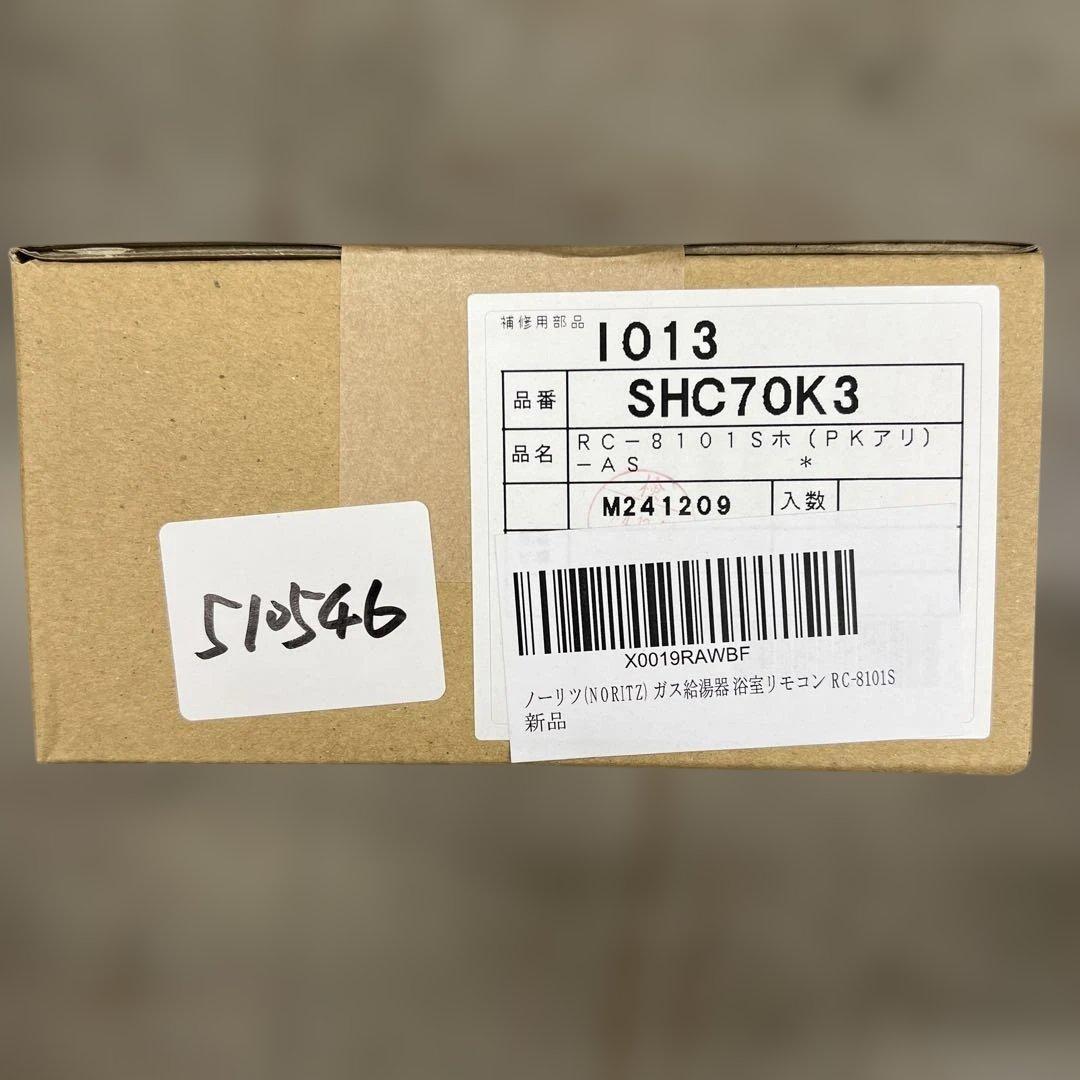 補修用部品
I013
品番 SHC70K3
品名 RC-8101Sホ(PKアリ)
-AS *
M241209 入数
検
510546
X0019RAWBF
ノーリツ(NORITZ) ガス給湯器 浴室リモコン RC-8101S
新品